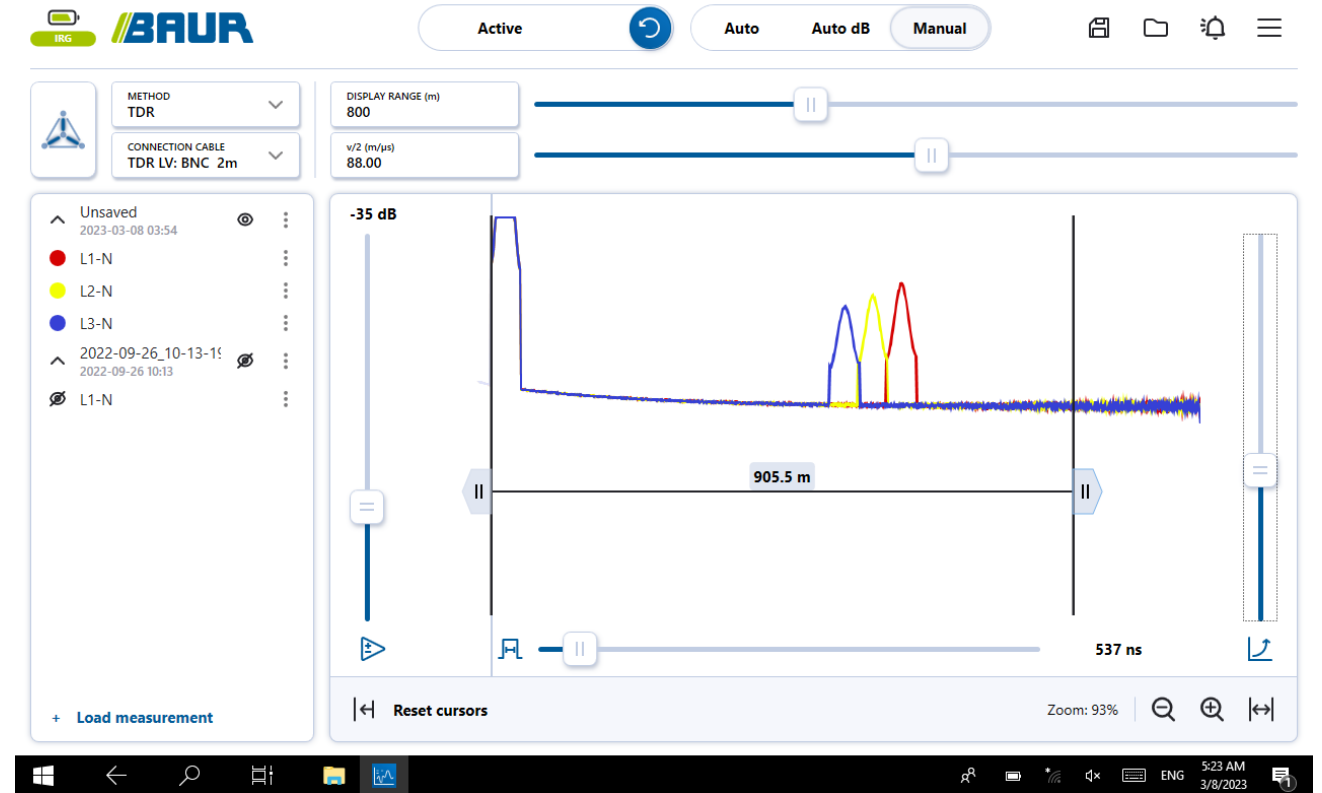 IRG
BAUR
Active
Auto
Auto dB
Manual
METHOD
TDR
DISPLAY RANGE (m)
800
CONNECTION CABLE
TDR LV: BNC 2m
v/2 (m/µs)
88.00
Unsaved
2023-03-08 03:54
L1-N
L2-N
L3-N
2022-09-26_10-13-19
2022-09-26 10:13
L1-N
+ Load measurement
-35 dB
905.5 m
537 ns
Reset cursors
Zoom: 93%
ENG
5:23 AM
3/8/2023
1